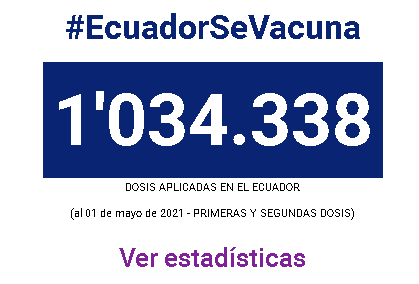 #EcuadorSeVacuna
1'034.338
DOSIS APLICADAS EN EL ECUADOR
(al 01 de mayo de 2021 - PRIMERAS Y SEGUNDAS DOSIS)
Ver estadísticas